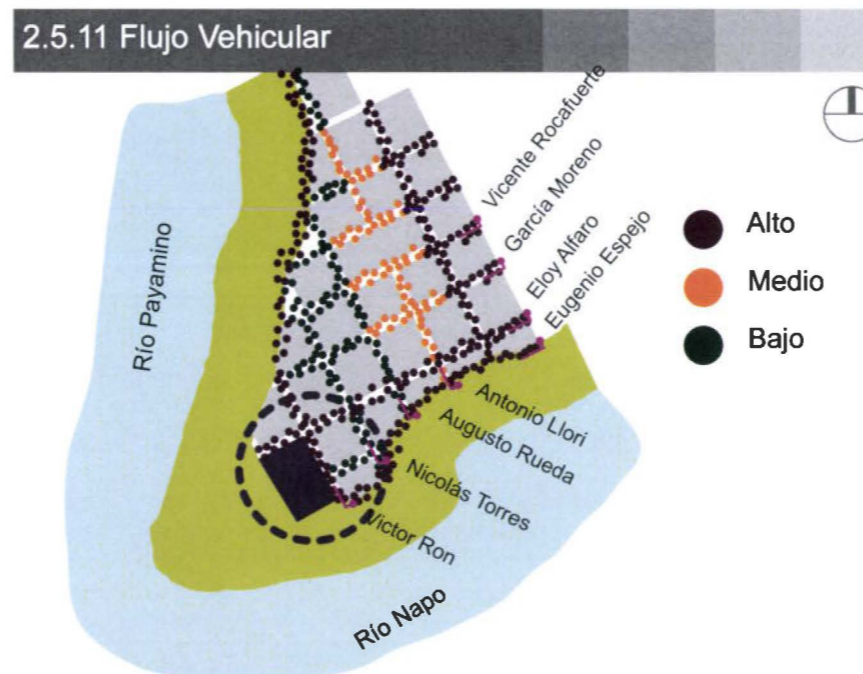 2.5.11 Flujo Vehicular
Vicente Rocafuerte
García Moreno
Eloy Alfaro
Eugenio Espejo
Alto
Medio
Bajo
Río Payamino
Antonio Llori
Augusto Rueda
Nicolás Torres
Victor Ron
Río Napo